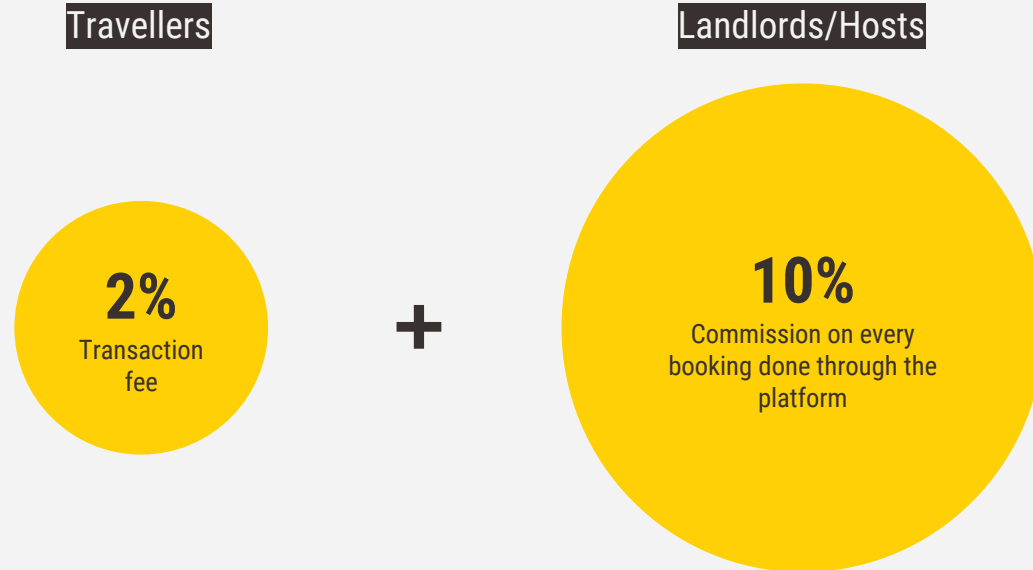 Travellers
Landlords/Hosts
2%
Transaction
fee
+
10%
Commission on every
booking done through the
platform